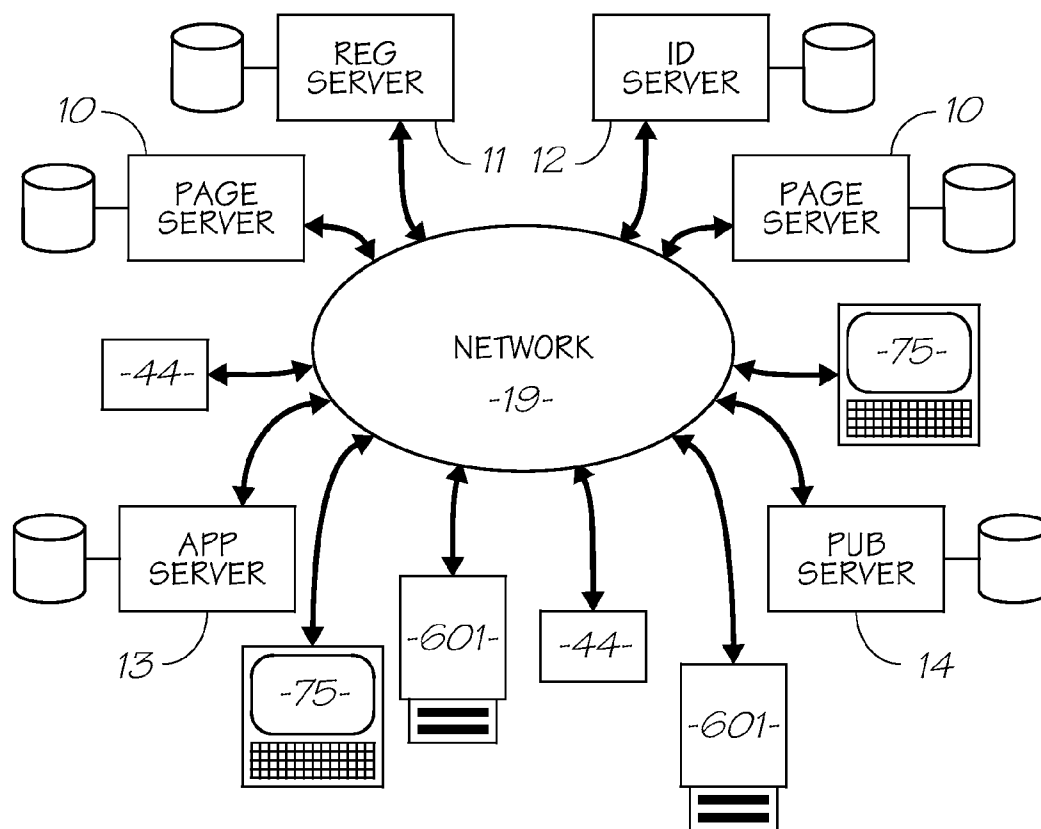 REG
SERVER
ID
SERVER
10
11
12
10
PAGE
SERVER
PAGE
SERVER
NETWORK
-19-
-44-
-75-
APP
SERVER
PUB
SERVER
13
-75-
-601-
-44-
-601-
14